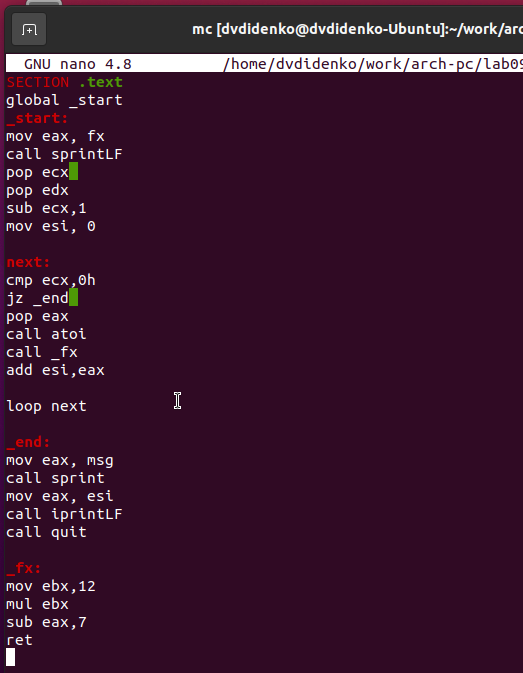 mc [dvdidenko@dvdidenko-Ubuntu]:~/work/arc
GNU nano 4.8 /home/dvdidenko/work/arch-pc/lab09
SECTION .text
global _start
_start:
mov eax, fx
call sprintLF
pop ecx
pop edx
sub ecx,1
mov esi, 0
next:
cmp ecx,0h
jz _end
pop eax
call atoi
call _fx
add esi,eax
loop next
_end:
mov eax, msg
call sprint
mov eax, esi
call iprintLF
call quit
_fx:
mov ebx,12
mul ebx
sub eax,7
ret